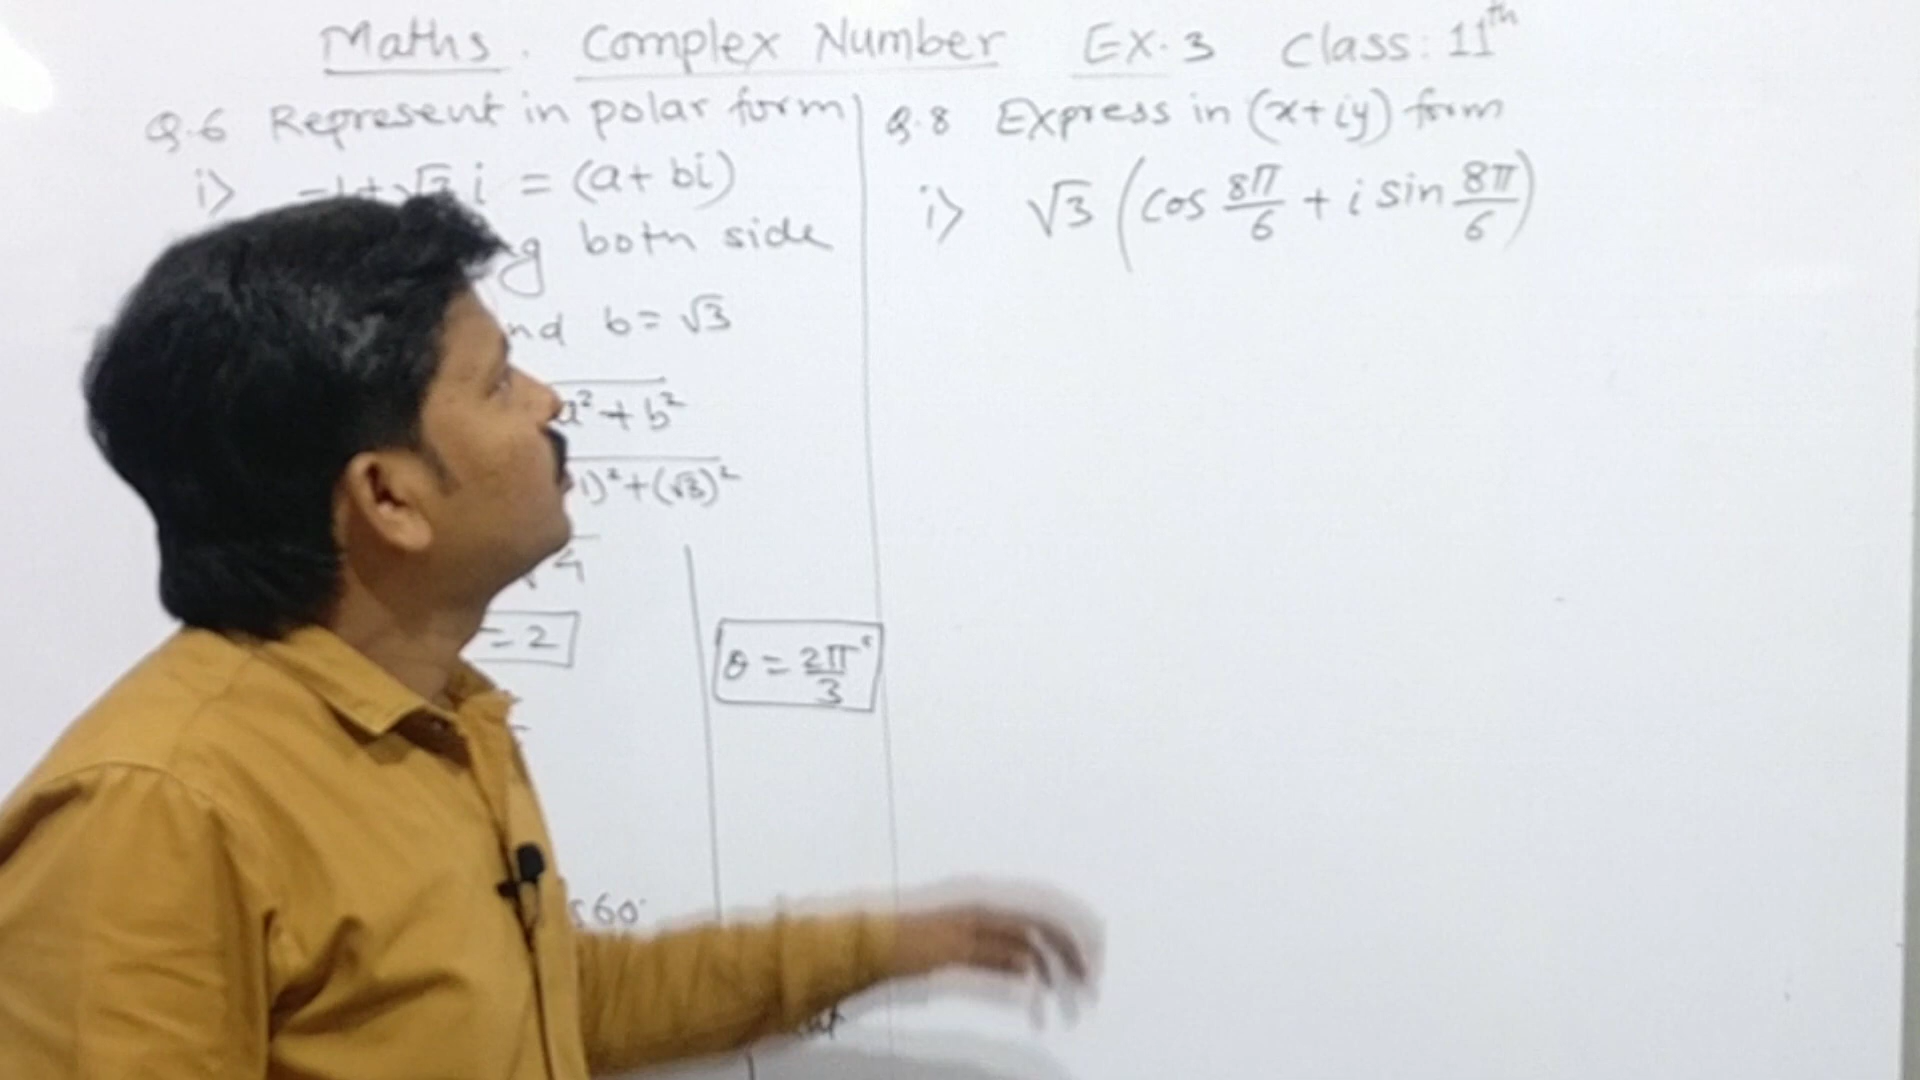 Maths. Complex Number Ex. 3 Class: 11th
Q.6 Represent in polar form
i> -1+√3 i = (a+bi)
both side
b = √3
a² + b²
)² + (√3)²
√4
= 2
θ = 2π/3 ᶜ
60°
Q.8 Express in (x+iy) form
i> √3 (cos 8π/6 + i sin 8π/6)